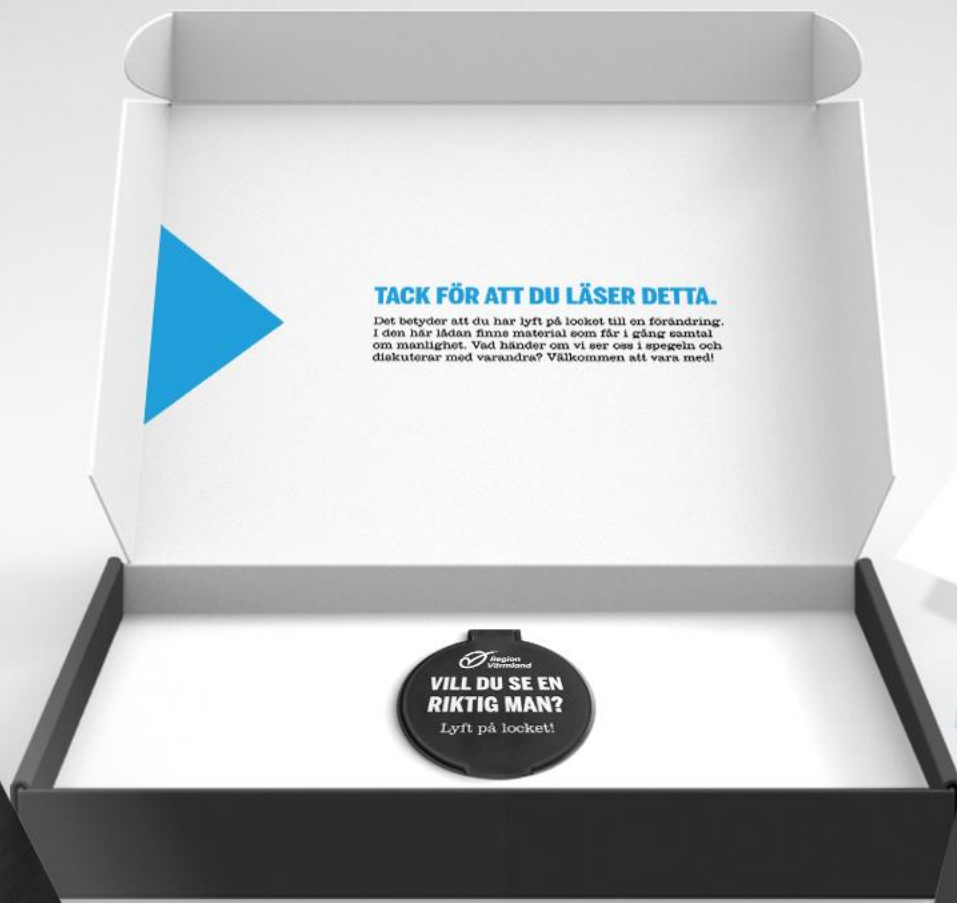 TACK FÖR ATT DU LÄSER DETTA.
Det betyder att du har lyft på locket till en förändring.
I den här lådan finns material som får i gång samtal
om manlighet. Vad händer om vi ser oss i spegeln och
diskuterar med varandra? Välkommen att vara med!
Region
Värmland
VILL DU SE EN
RIKTIG MAN?
Lyft på locket!